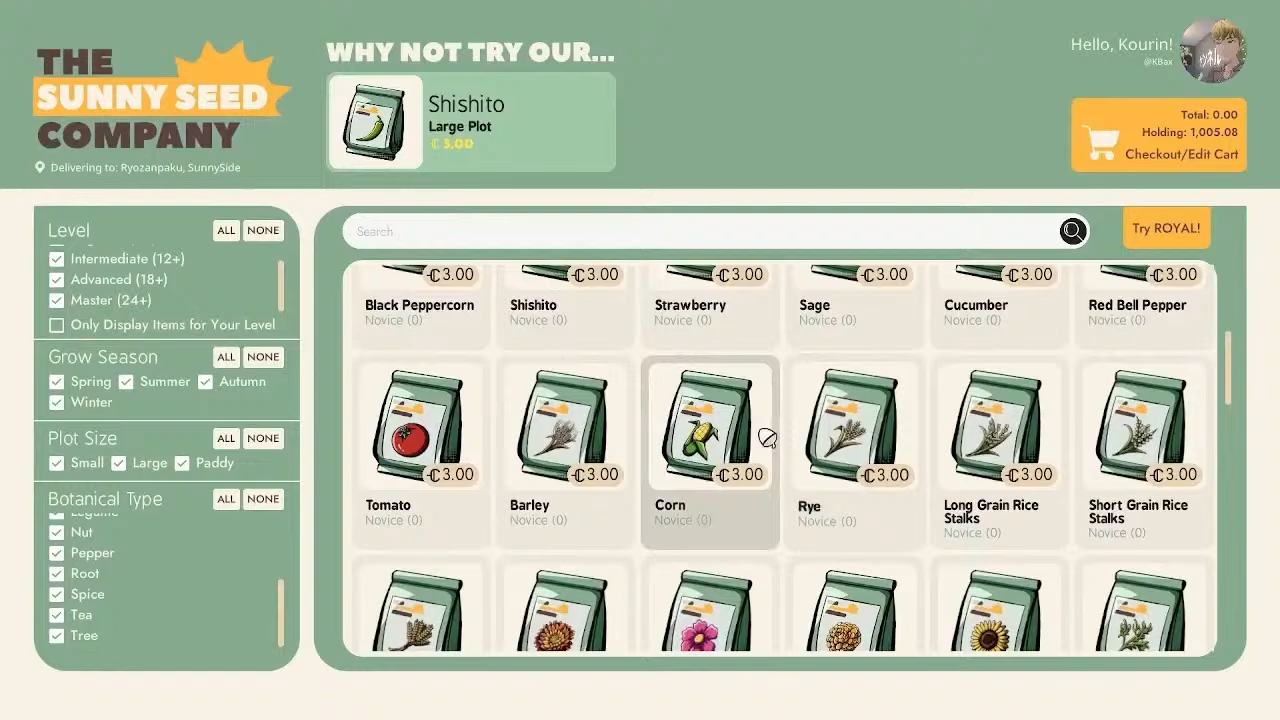 THE
SUNNY SEED
COMPANY
Delivering to: Ryozanpaku, SunnySide
WHY NOT TRY OUR...
Shishito
Large Plot
₵ 3.00
Hello, Kourin!
@KBax
Total: 0.00
Holding: 1,005.08
Checkout/Edit Cart
Level
ALL NONE
Intermediate (12+)
Advanced (18+)
Master (24+)
Only Display Items for Your Level
Grow Season
ALL NONE
Spring Summer Autumn
Winter
Plot Size
ALL NONE
Small Large Paddy
Botanical Type
ALL NONE
Legume
Nut
Pepper
Root
Spice
Tea
Tree
Search
Try ROYAL!
-₵3.00 -₵3.00 -₵3.00 -₵3.00 -₵3.00 -₵3.00
Black Peppercorn Shishito Strawberry Sage Cucumber Red Bell Pepper
Novice (0) Novice (0) Novice (0) Novice (0) Novice (0) Novice (0)
-₵3.00 -₵3.00 -₵3.00 -₵3.00 -₵3.00 -₵3.00
Tomato Barley Corn Rye Long Grain Rice Stalks Short Grain Rice Stalks
Novice (0) Novice (0) Novice (0) Novice (0) Novice (0) Novice (0)